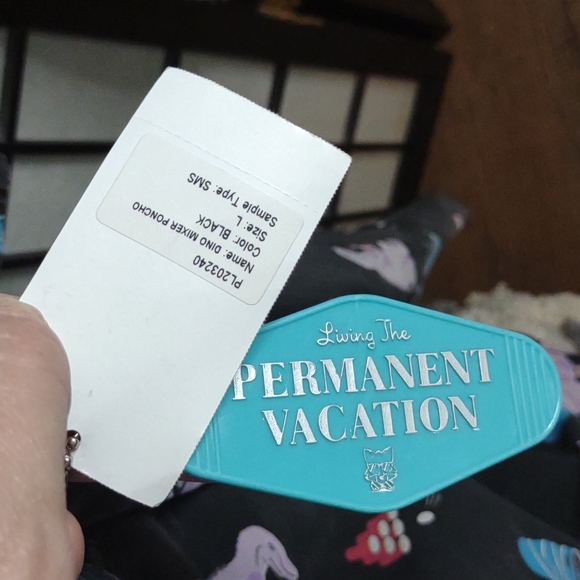 PL203240
Name: DINO MIXER PONCHO
Color: BLACK
Size: L
Sample Type: SMS
Living The
PERMANENT
VACATION